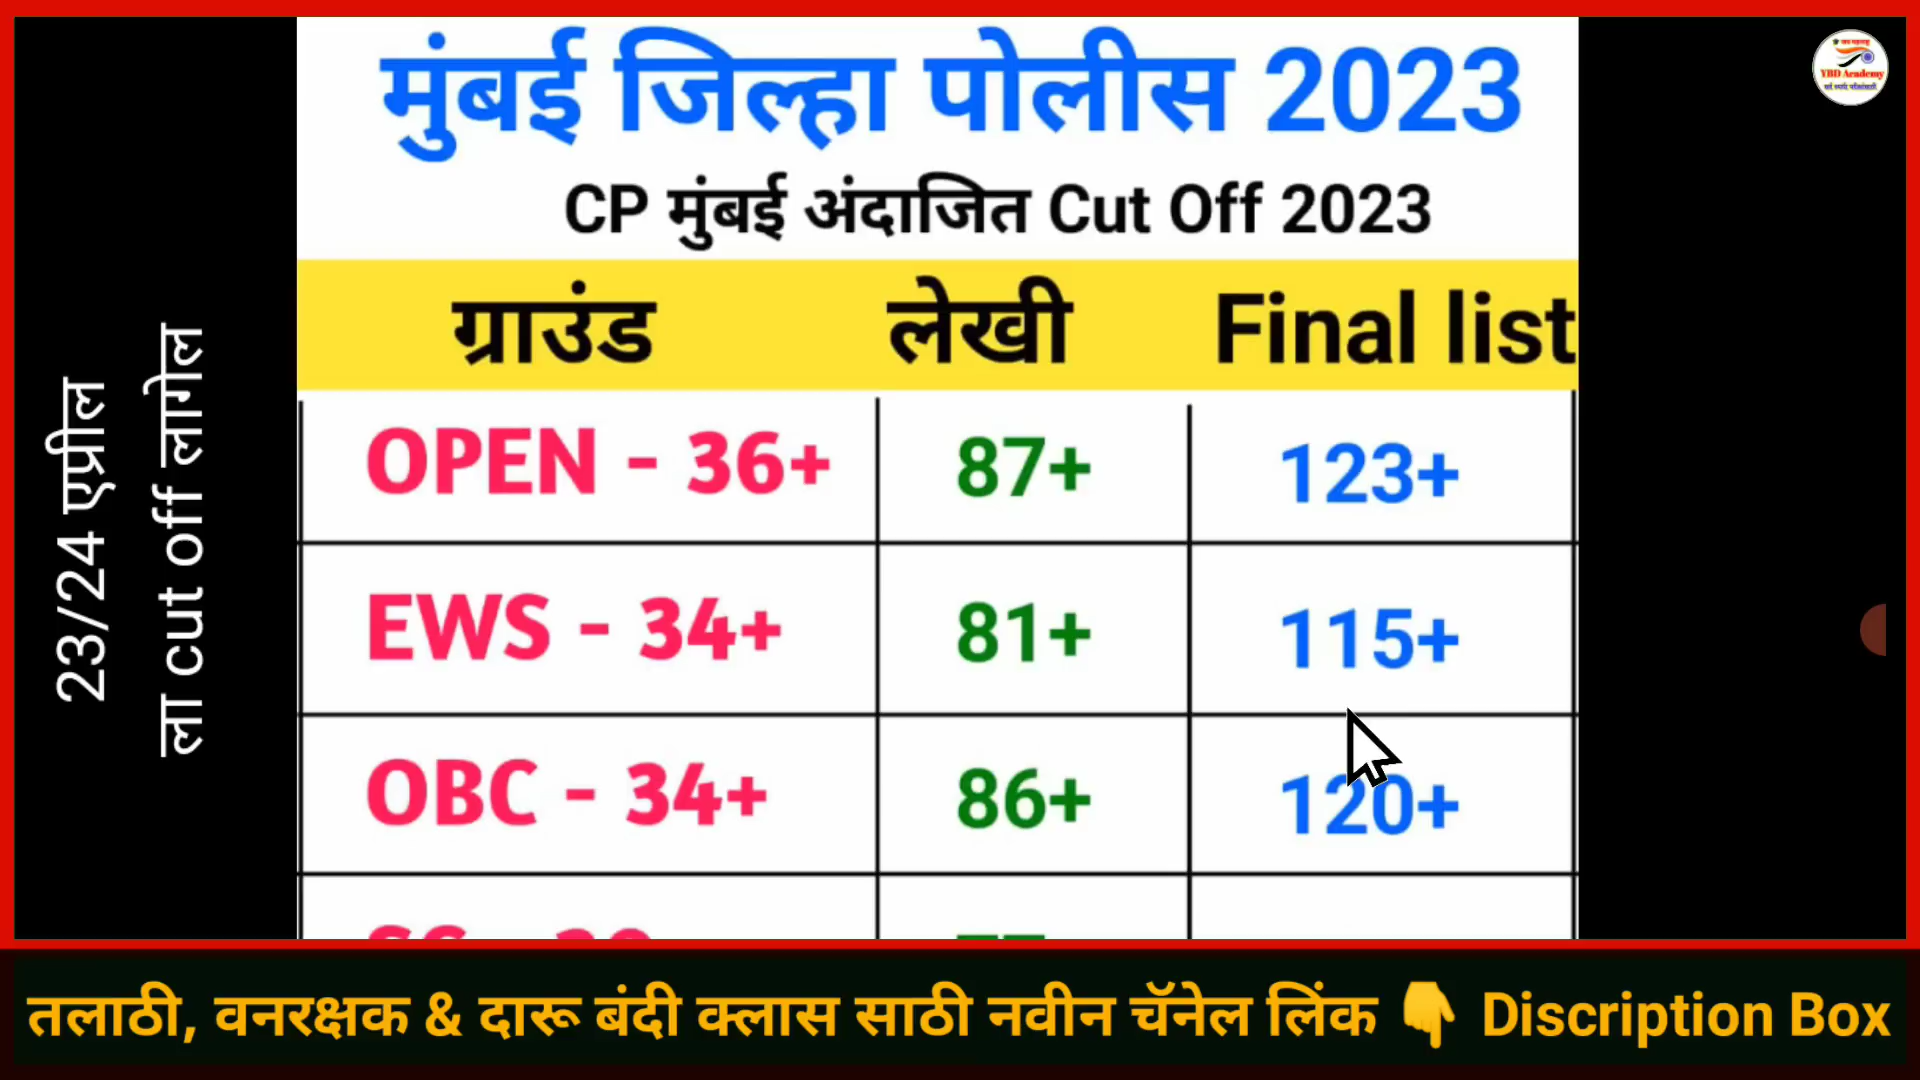 मुंबई जिल्हा पोलीस 2023
CP मुंबई अंदाजित Cut Off 2023
ग्राउंड लेखी Final list
OPEN - 36+ 87+ 123+
EWS - 34+ 81+ 115+
OBC - 34+ 86+ 120+
23/24 एप्रील
ला cut off लागेल
YBD Academy
तलाठी, वनरक्षक & दारू बंदी क्लास साठी नवीन चॅनेल लिंक 👇 Discription Box